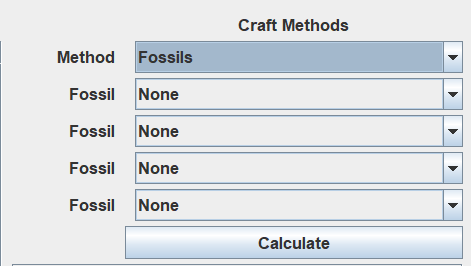 Craft Methods
Method Fossils
Fossil None
Fossil None
Fossil None
Fossil None
Calculate